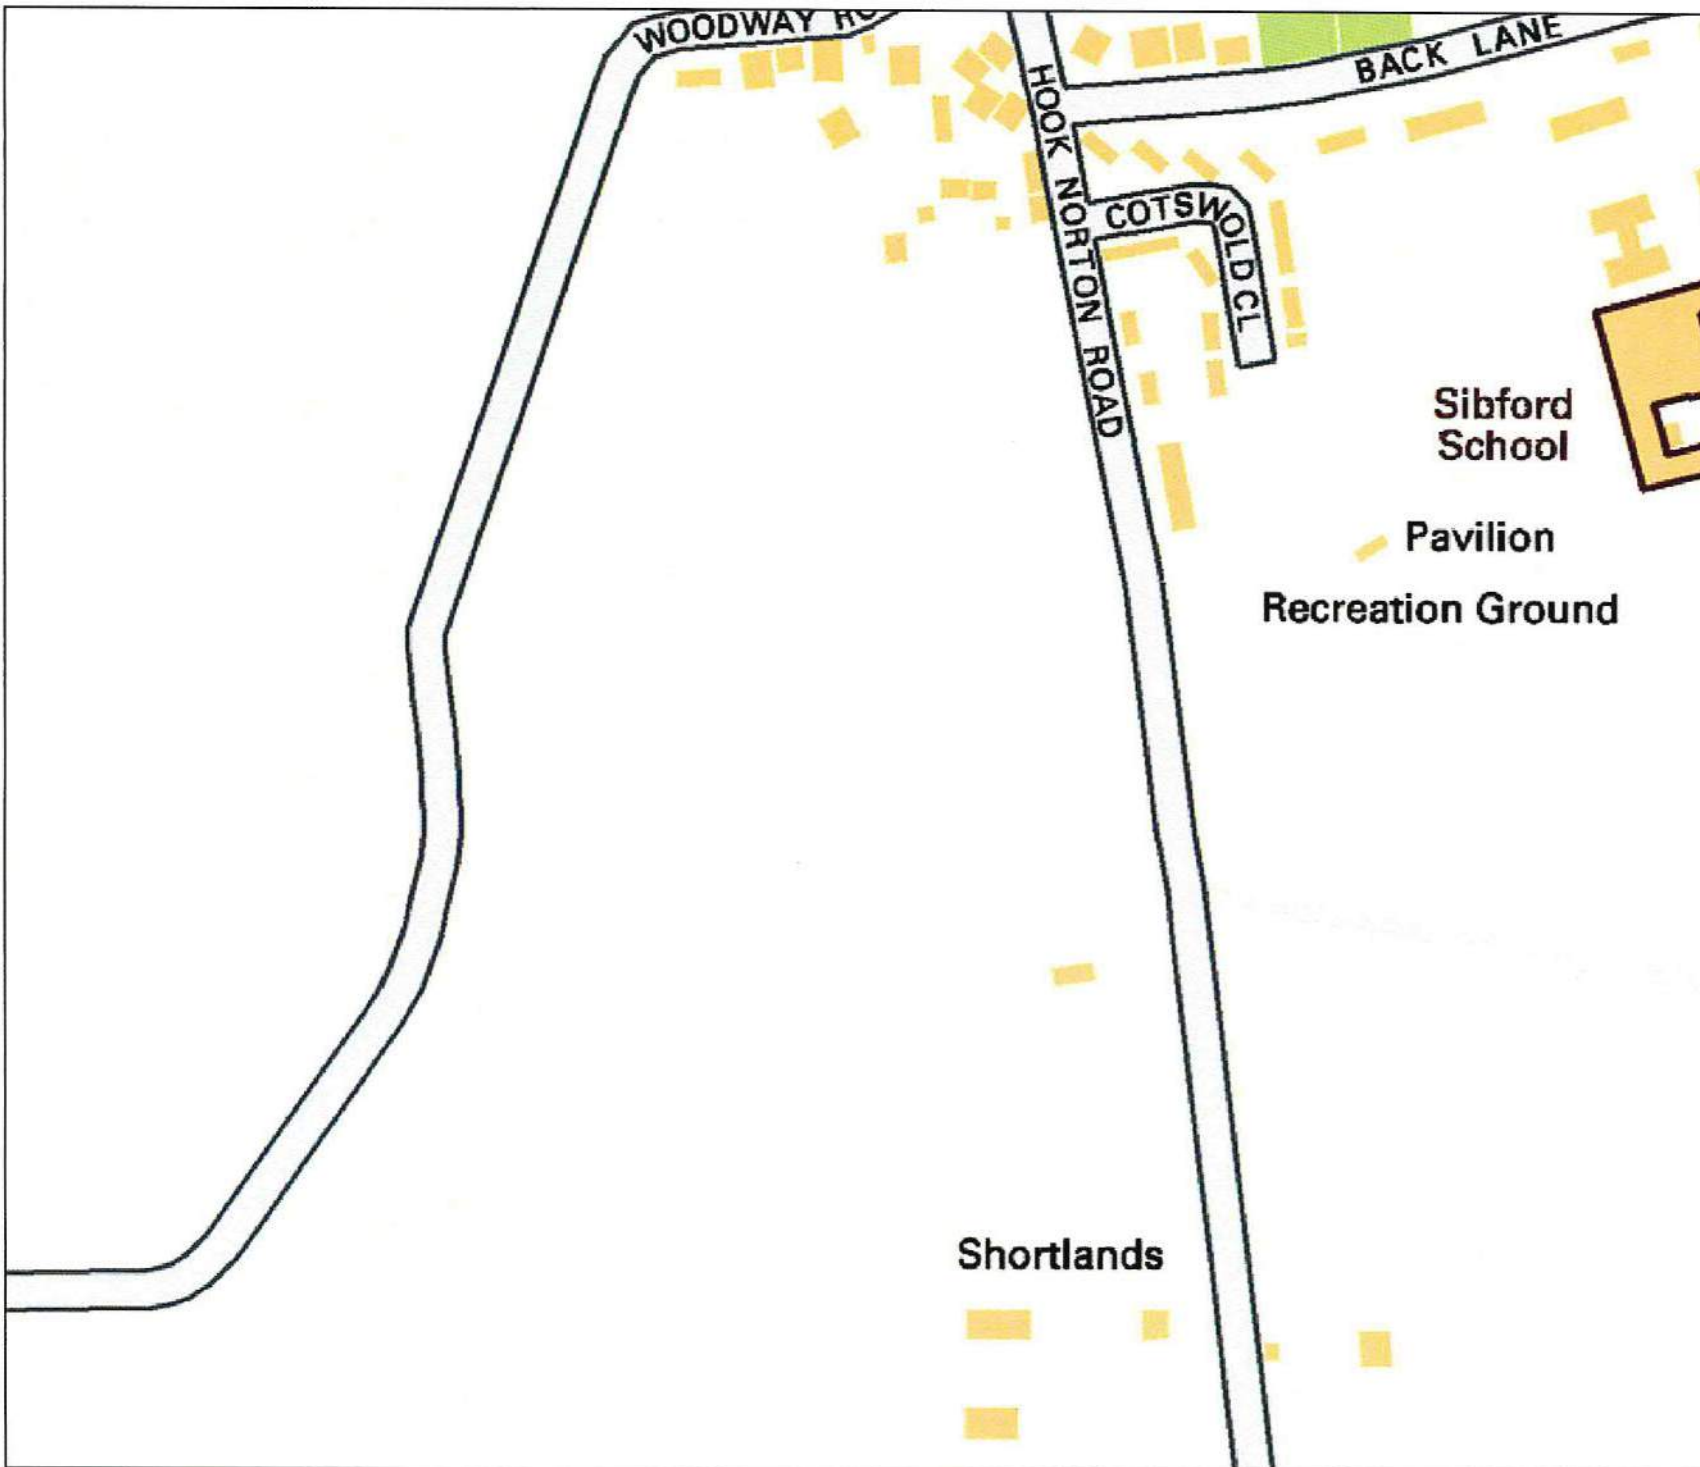 WOODWAY
BACK LANE
HOOK NORTON ROAD
COTSWOLD CL
Sibford
School
Pavilion
Recreation Ground
Shortlands